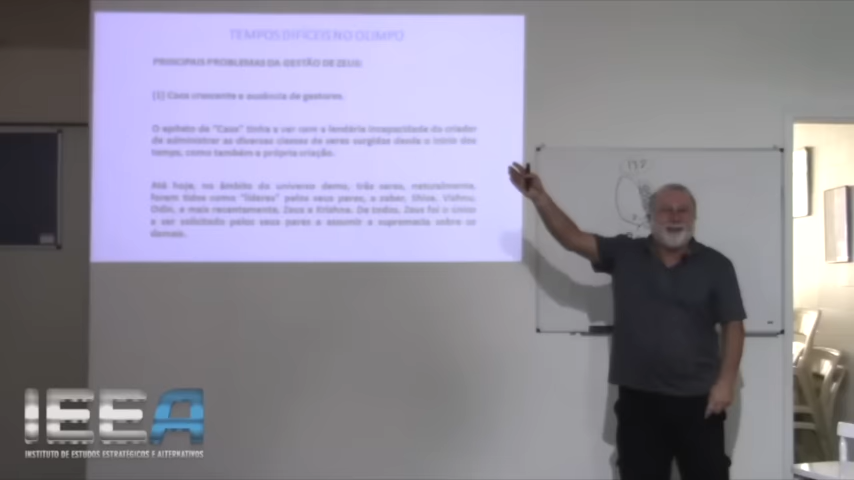 TEMPOS DIFÍCEIS NO OLIMPO
PRINCIPAIS PROBLEMAS DA GESTÃO DE ZEUS:
(1) Caos crescente e ausência de gestores.
O epíteto de "Caos" tinha a ver com a lendária incapacidade do criador
de administrar as diversas classes de seres surgidas desde o início dos
tempos, como também a própria criação.
Até hoje, no âmbito do universo demo, três seres, naturalmente,
foram tidos como "líderes" pelos seus pares, a saber, Shiva, Vishnu,
Odin, e mais recentemente, Zeus e Krishna. De todos, Zeus foi o único
a ser solicitado pelos seus pares a assumir a supremacia sobre os
demais.
IEEA
INSTITUTO DE ESTUDOS ESTRATÉGICOS E ALTERNATIVOS